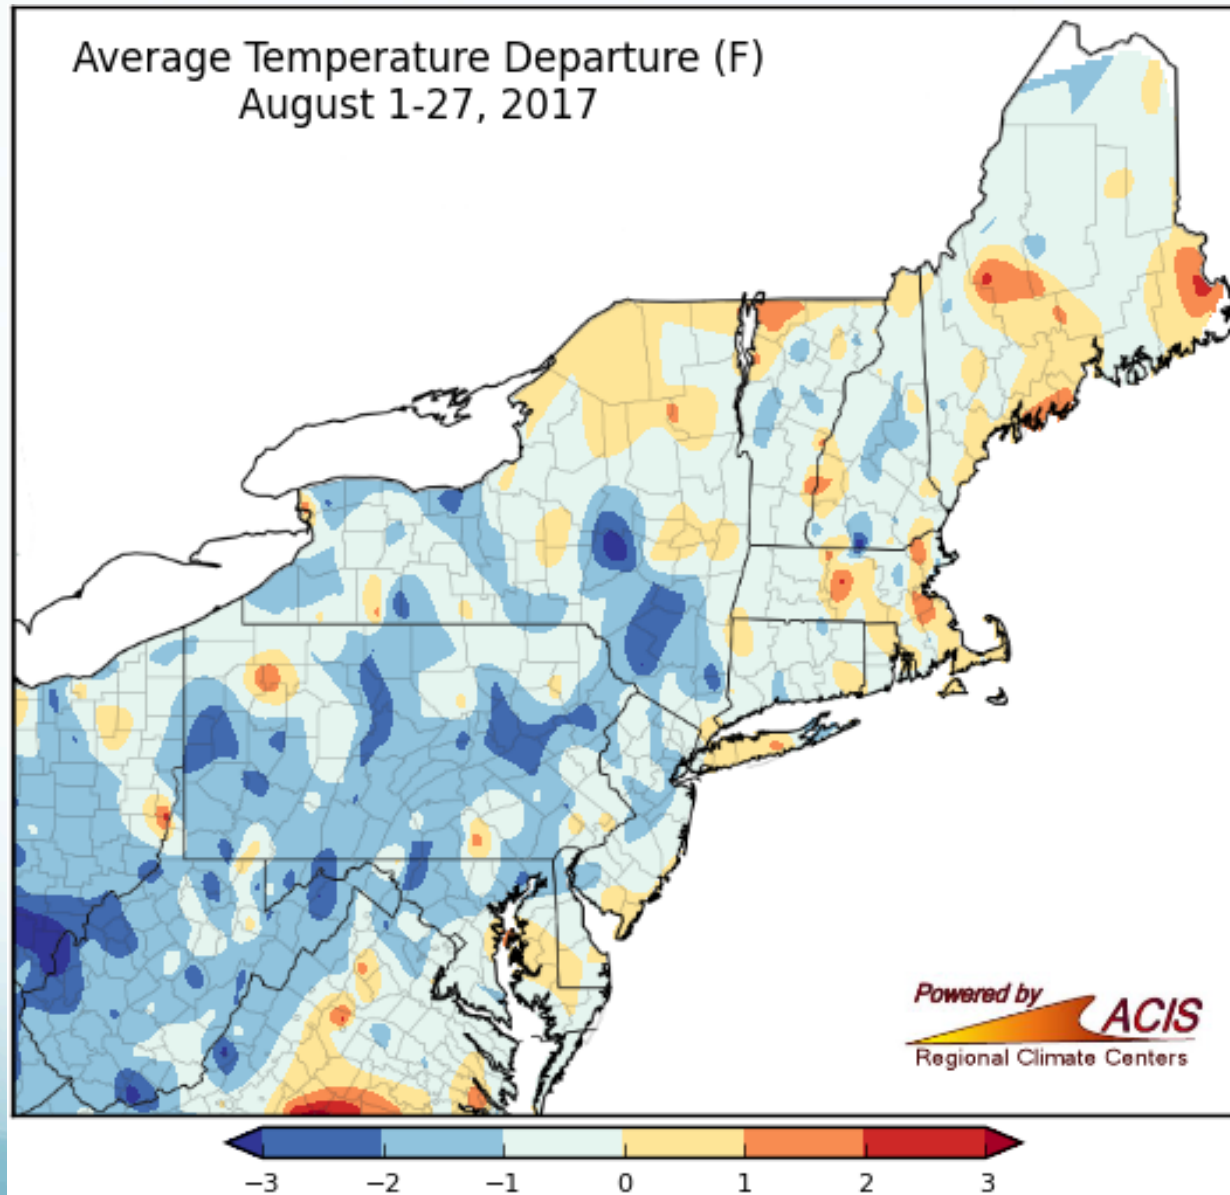 Average Temperature Departure (F)
August 1-27, 2017
Powered by
ACIS
Regional Climate Centers
−3 −2 −1 0 1 2 3